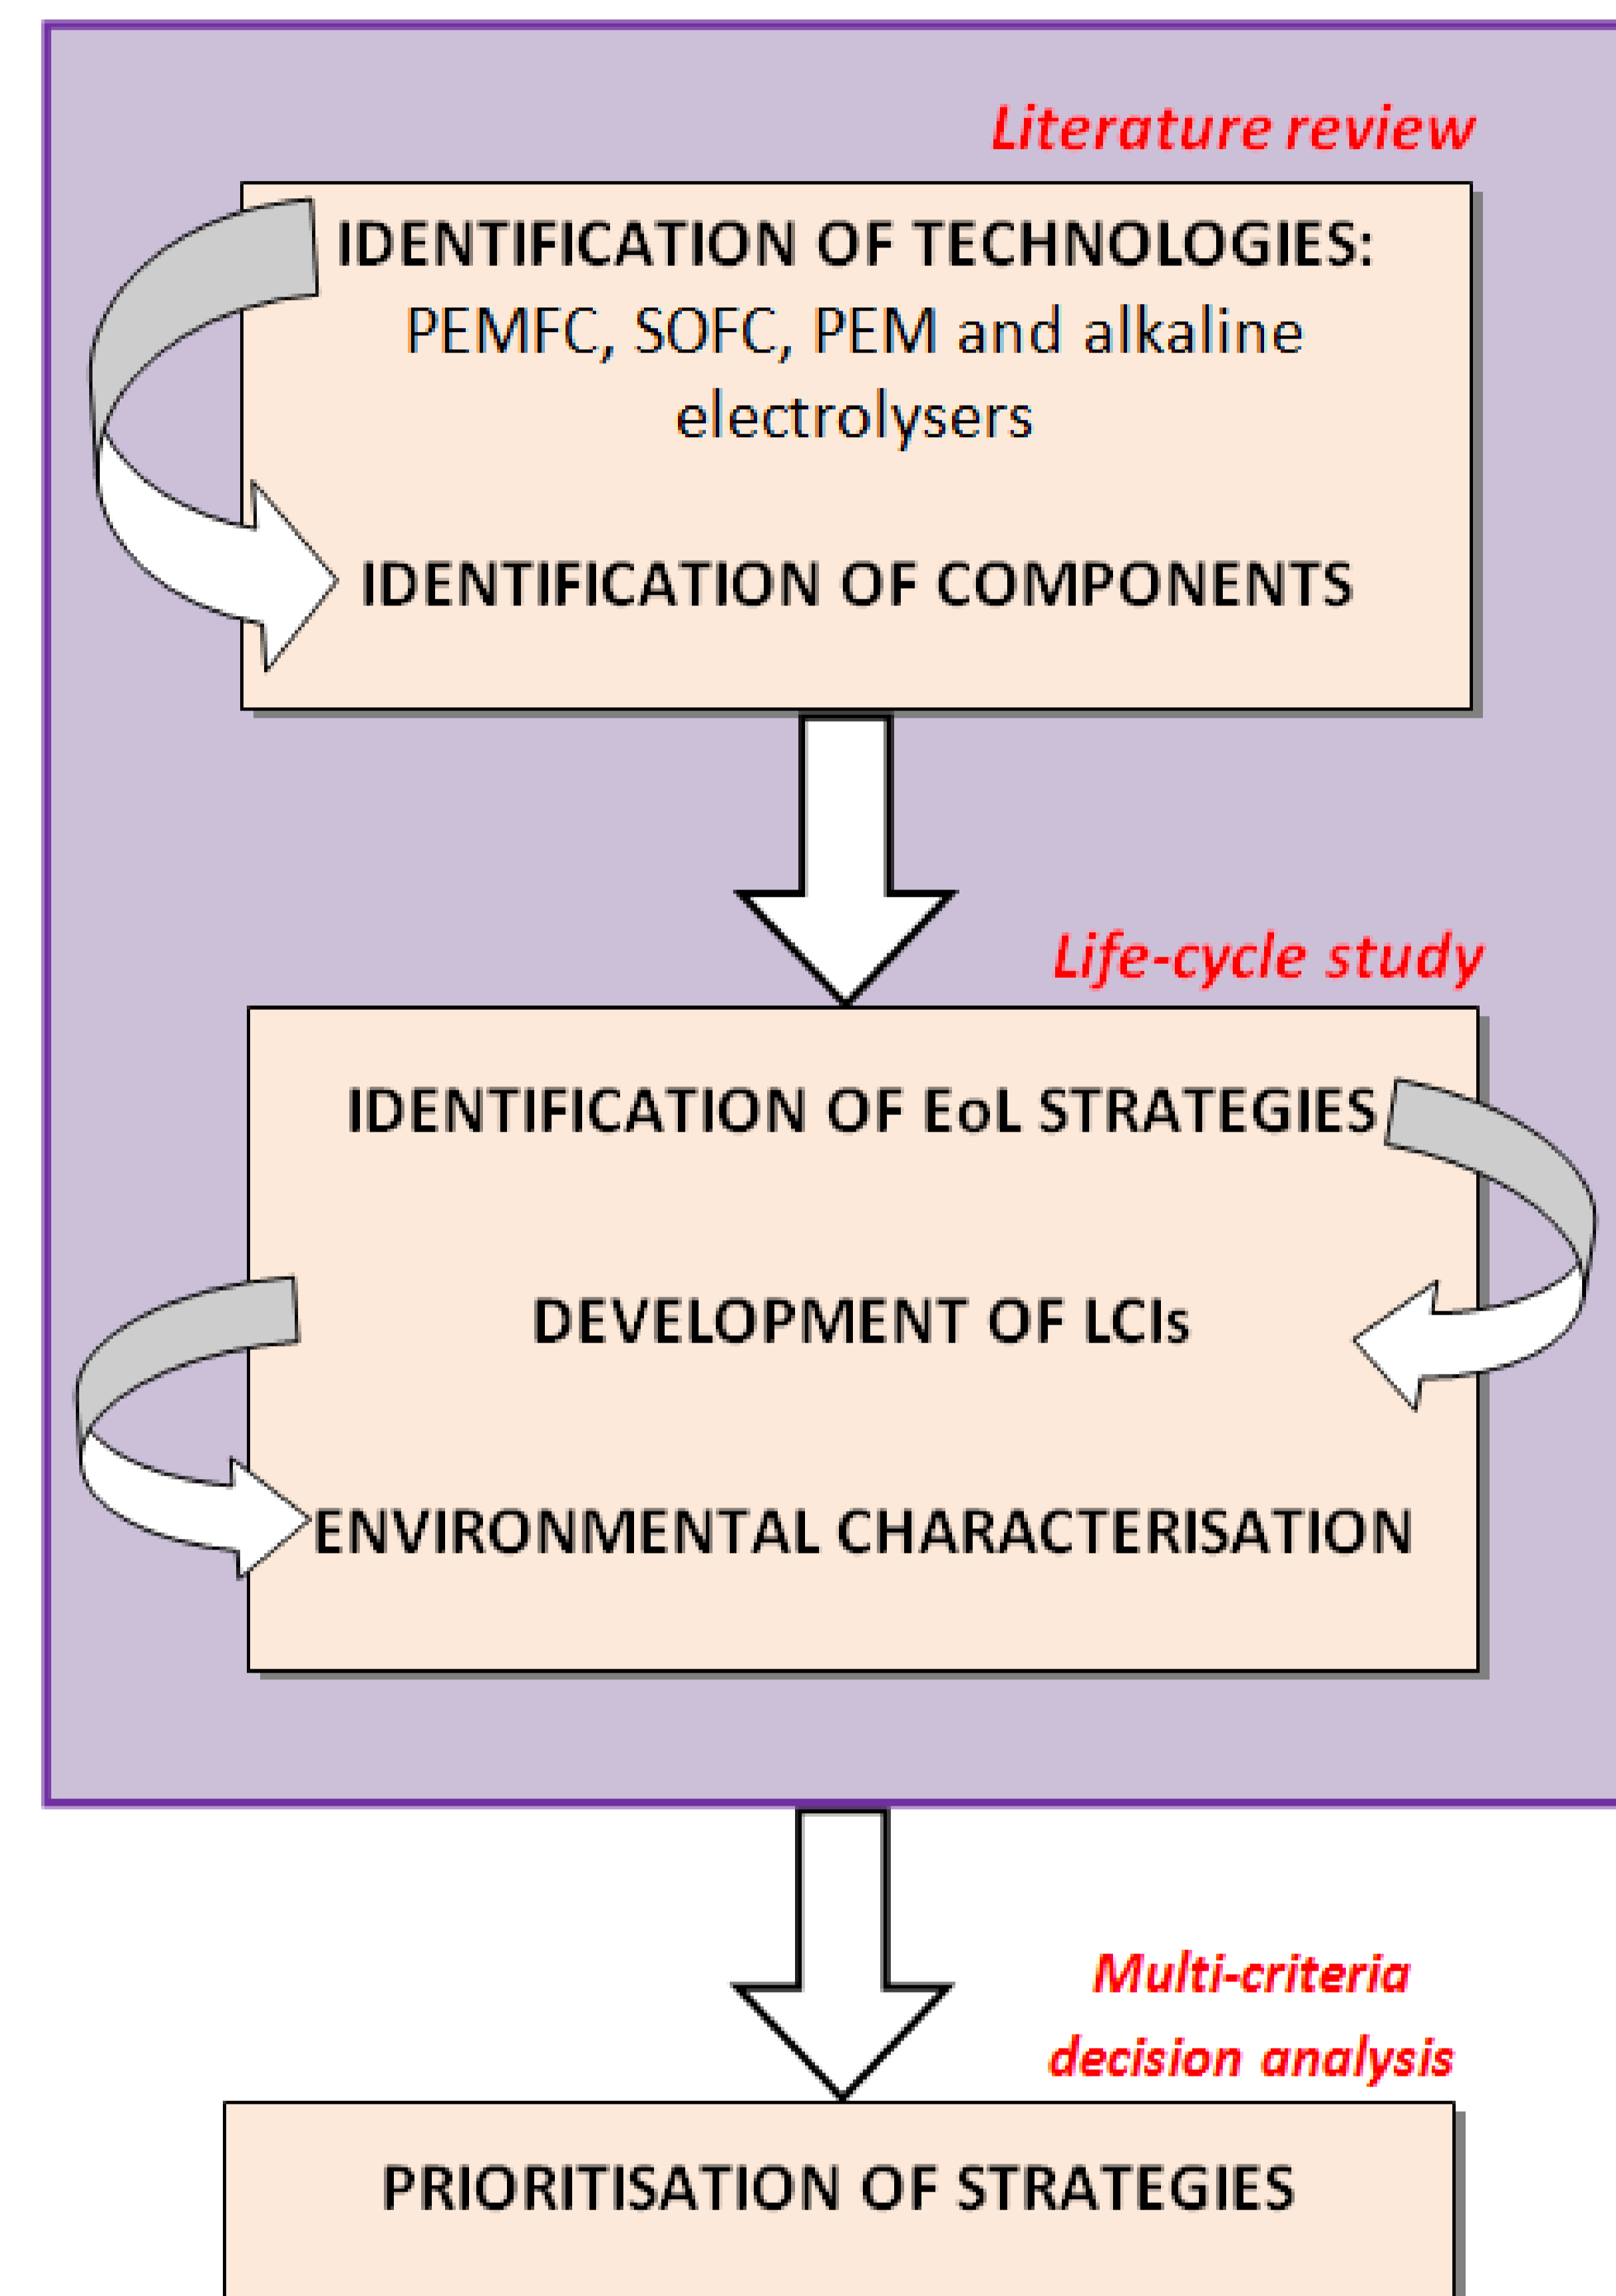 Literature review
IDENTIFICATION OF TECHNOLOGIES:
PEMFC, SOFC, PEM and alkaline
electrolysers
IDENTIFICATION OF COMPONENTS
Life-cycle study
IDENTIFICATION OF EoL STRATEGIES
DEVELOPMENT OF LCIs
ENVIRONMENTAL CHARACTERISATION
Multi-criteria
decision analysis
PRIORITISATION OF STRATEGIES